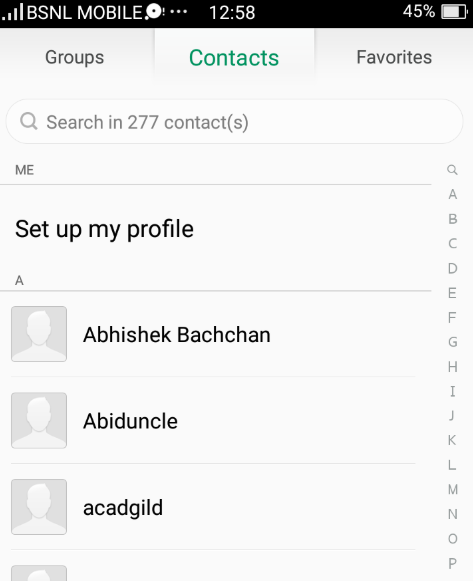 BSNL MOBILE 12:58 45%
Groups Contacts Favorites
Search in 277 contact(s)
ME
Set up my profile
A
Abhishek Bachchan
Abiduncle
acadgild
A
B
C
D
E
F
G
H
I
J
K
L
M
N
O
P